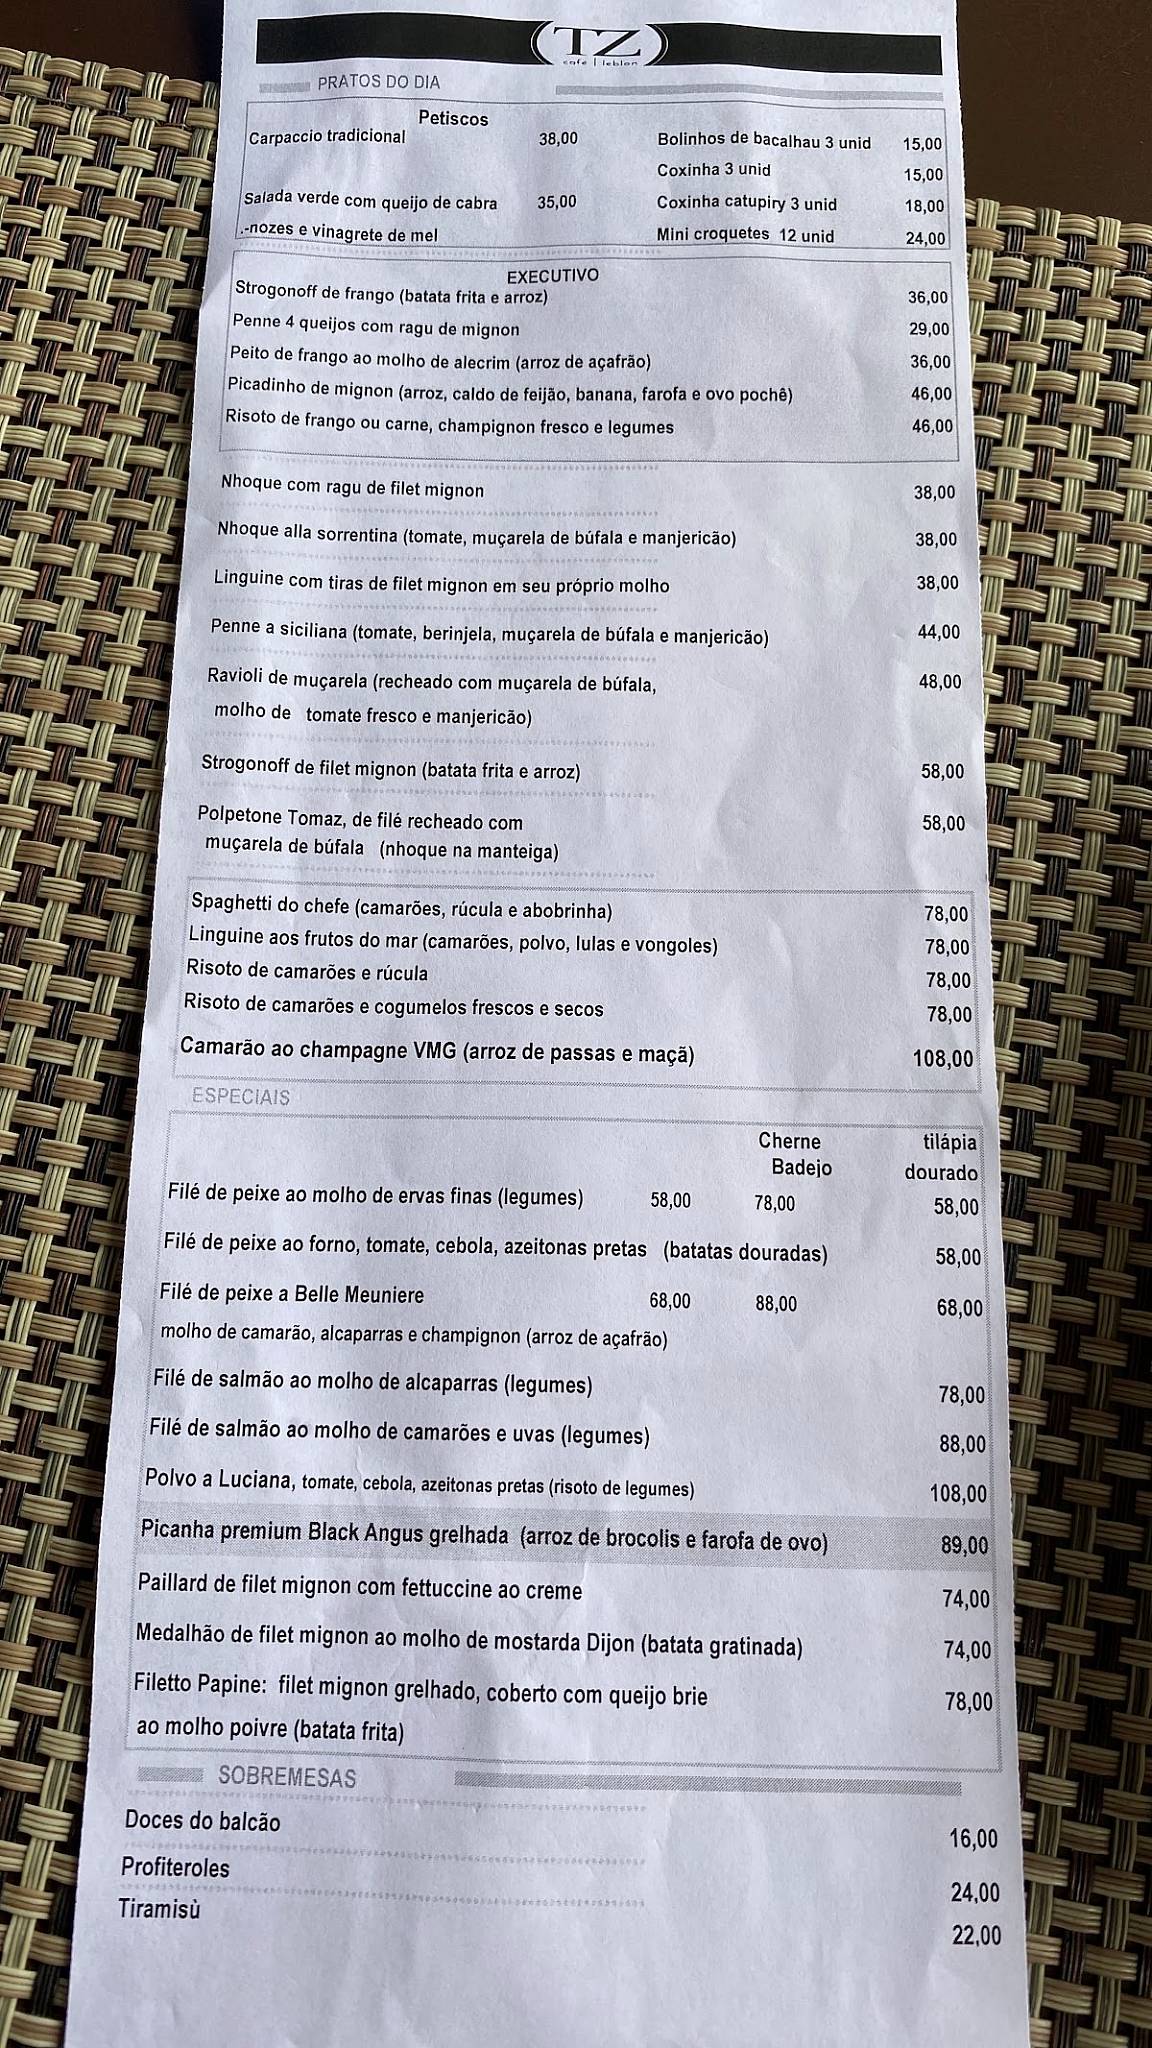 TZ
cafe | leblon
PRATOS DO DIA
Petiscos
Carpaccio tradicional 38,00 Bolinhos de bacalhau 3 unid 15,00
Coxinha 3 unid 15,00
Salada verde com queijo de cabra 35,00 Coxinha catupiry 3 unid 18,00
.-nozes e vinagrete de mel Mini croquetes 12 unid 24,00
EXECUTIVO
Strogonoff de frango (batata frita e arroz) 36,00
Penne 4 queijos com ragu de mignon 29,00
Peito de frango ao molho de alecrim (arroz de açafrão) 36,00
Picadinho de mignon (arroz, caldo de feijão, banana, farofa e ovo pochê) 46,00
Risoto de frango ou carne, champignon fresco e legumes 46,00
Nhoque com ragu de filet mignon 38,00
Nhoque alla sorrentina (tomate, muçarela de búfala e manjericão) 38,00
Linguine com tiras de filet mignon em seu próprio molho 38,00
Penne a siciliana (tomate, berinjela, muçarela de búfala e manjericão) 44,00
Ravioli de muçarela (recheado com muçarela de búfala, 48,00
molho de tomate fresco e manjericão)
Strogonoff de filet mignon (batata frita e arroz) 58,00
Polpetone Tomaz, de filé recheado com 58,00
muçarela de búfala (nhoque na manteiga)
Spaghetti do chefe (camarões, rúcula e abobrinha) 78,00
Linguine aos frutos do mar (camarões, polvo, lulas e vongoles) 78,00
Risoto de camarões e rúcula 78,00
Risoto de camarões e cogumelos frescos e secos 78,00
Camarão ao champagne VMG (arroz de passas e maçã) 108,00
ESPECIAIS
Cherne tilápia
Badejo dourado
Filé de peixe ao molho de ervas finas (legumes) 58,00 78,00 58,00
Filé de peixe ao forno, tomate, cebola, azeitonas pretas (batatas douradas) 58,00
Filé de peixe a Belle Meuniere 68,00 88,00 68,00
molho de camarão, alcaparras e champignon (arroz de açafrão)
Filé de salmão ao molho de alcaparras (legumes) 78,00
Filé de salmão ao molho de camarões e uvas (legumes) 88,00
Polvo a Luciana, tomate, cebola, azeitonas pretas (risoto de legumes) 108,00
Picanha premium Black Angus grelhada (arroz de brocolis e farofa de ovo) 89,00
Paillard de filet mignon com fettuccine ao creme 74,00
Medalhão de filet mignon ao molho de mostarda Dijon (batata gratinada) 74,00
Filetto Papine: filet mignon grelhado, coberto com queijo brie 78,00
ao molho poivre (batata frita)
SOBREMESAS
Doces do balcão 16,00
Profiteroles 24,00
Tiramisù 22,00